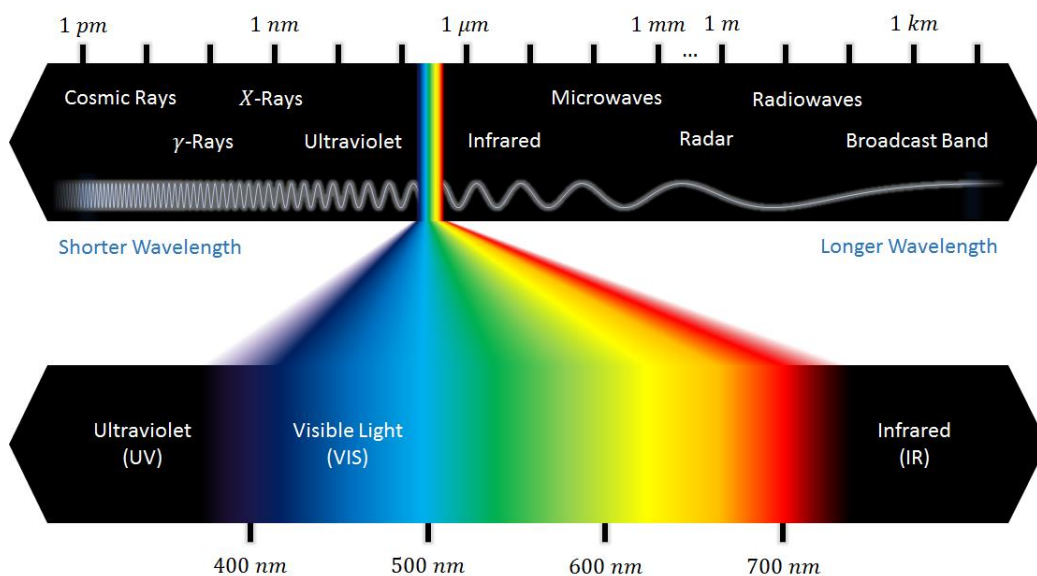 1 pm 1 nm 1 μm 1 mm ... 1 m 1 km
Cosmic Rays X-Rays Microwaves Radiowaves
γ-Rays Ultraviolet Infrared Radar Broadcast Band
Shorter Wavelength Longer Wavelength
Ultraviolet Visible Light Infrared
(UV) (VIS) (IR)
400 nm 500 nm 600 nm 700 nm